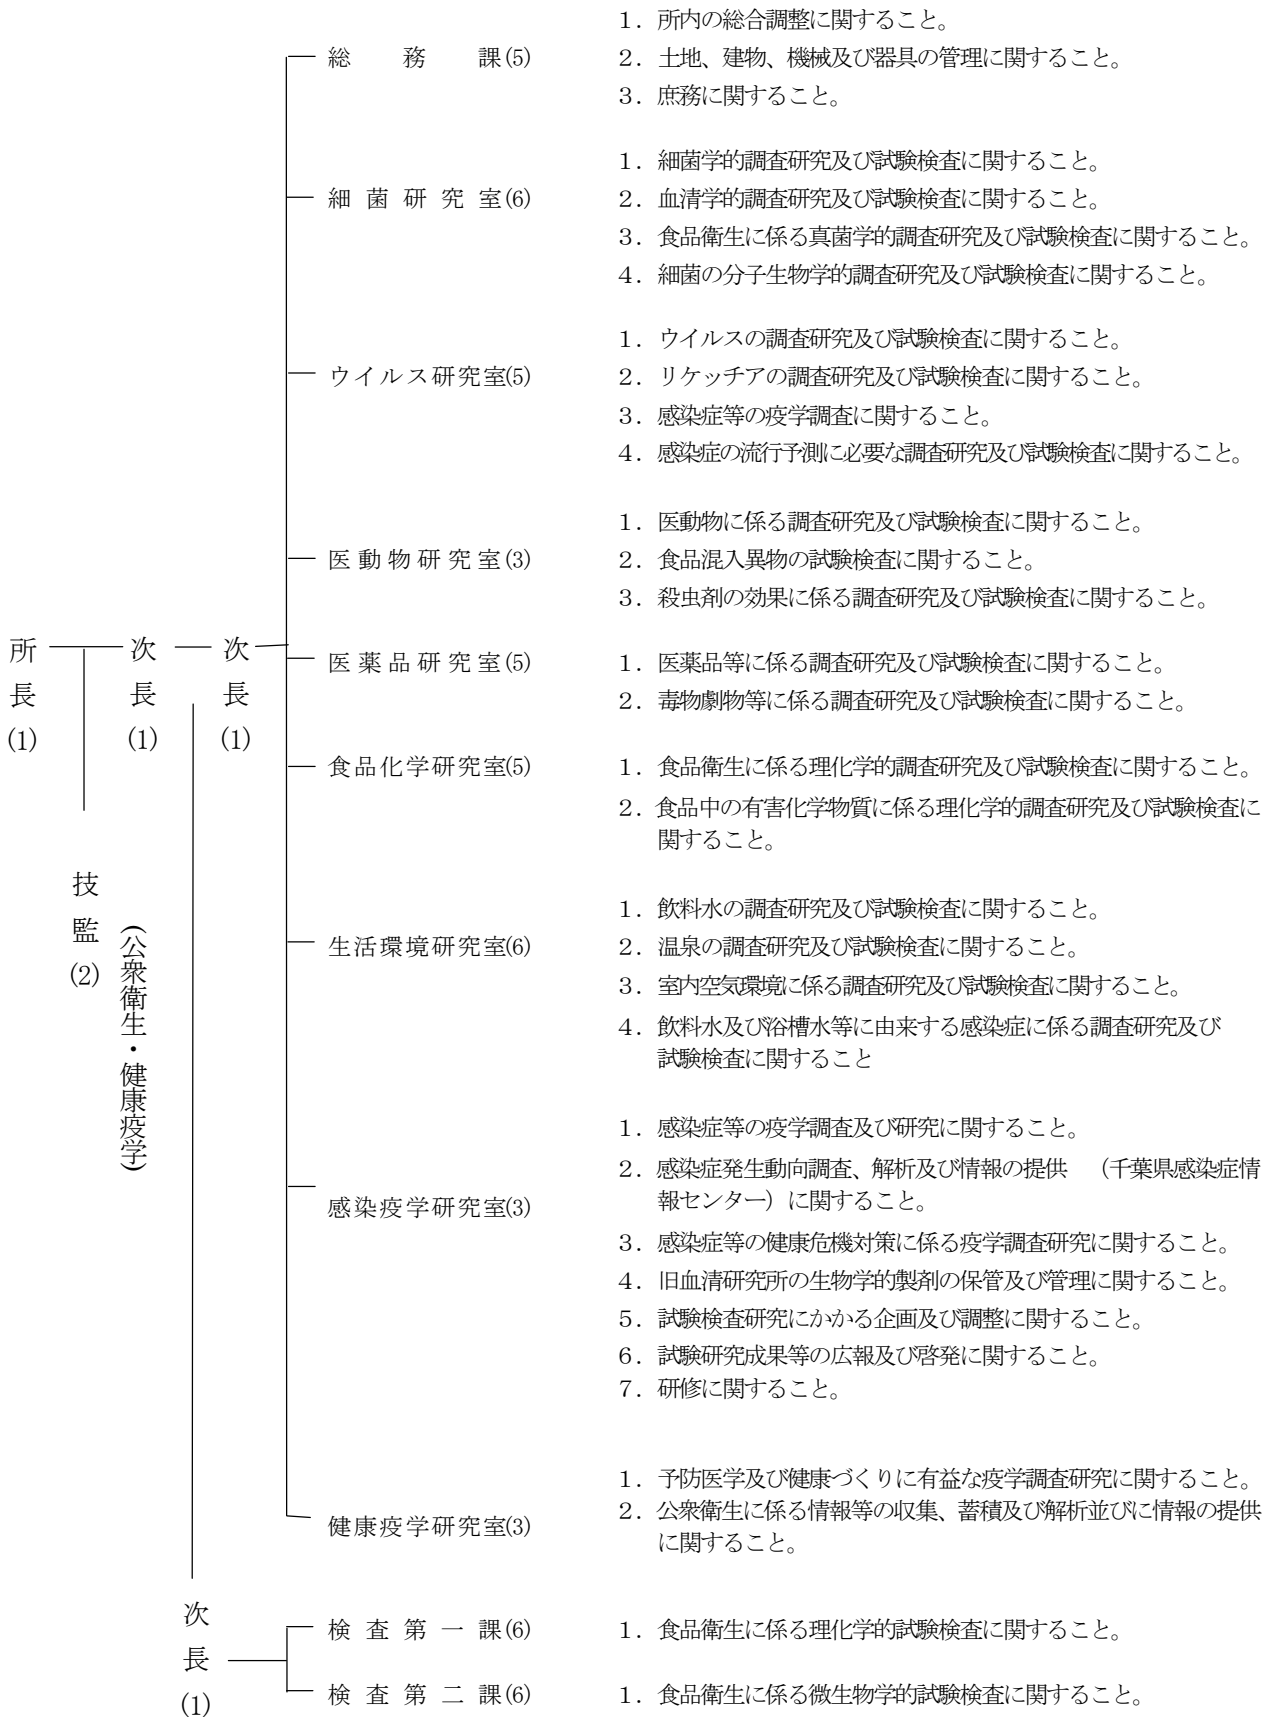 所長(1)
技監(2)
(公衆衛生・健康疫学)
次長(1)
次長(1)
総務課(5)
1．所内の総合調整に関すること。
2．土地、建物、機械及び器具の管理に関すること。
3．庶務に関すること。
細菌研究室(6)
1．細菌学的調査研究及び試験検査に関すること。
2．血清学的調査研究及び試験検査に関すること。
3．食品衛生に係る真菌学的調査研究及び試験検査に関すること。
4．細菌の分子生物学的調査研究及び試験検査に関すること。
ウイルス研究室(5)
1．ウイルスの調査研究及び試験検査に関すること。
2．リケッチアの調査研究及び試験検査に関すること。
3．感染症等の疫学調査に関すること。
4．感染症の流行予測に必要な調査研究及び試験検査に関すること。
医動物研究室(3)
1．医動物に係る調査研究及び試験検査に関すること。
2．食品混入異物の試験検査に関すること。
3．殺虫剤の効果に係る調査研究及び試験検査に関すること。
医薬品研究室(5)
1．医薬品等に係る調査研究及び試験検査に関すること。
2．毒物劇物等に係る調査研究及び試験検査に関すること。
食品化学研究室(5)
1．食品衛生に係る理化学的調査研究及び試験検査に関すること。
2．食品中の有害化学物質に係る理化学的調査研究及び試験検査に
関すること。
生活環境研究室(6)
1．飲料水の調査研究及び試験検査に関すること。
2．温泉の調査研究及び試験検査に関すること。
3．室内空気環境に係る調査研究及び試験検査に関すること。
4．飲料水及び浴槽水等に由来する感染症に係る調査研究及び
試験検査に関すること
感染疫学研究室(3)
1．感染症等の疫学調査及び研究に関すること。
2．感染症発生動向調査、解析及び情報の提供　（千葉県感染症情
報センター）に関すること。
3．感染症等の健康危機対策に係る疫学調査研究に関すること。
4．旧血清研究所の生物学的製剤の保管及び管理に関すること。
5．試験検査研究にかかる企画及び調整に関すること。
6．試験研究成果等の広報及び啓発に関すること。
7．研修に関すること。
健康疫学研究室(3)
1．予防医学及び健康づくりに有益な疫学調査研究に関すること。
2．公衆衛生に係る情報等の収集、蓄積及び解析並びに情報の提供
に関すること。
次長(1)
検査第一課(6)
1．食品衛生に係る理化学的試験検査に関すること。
検査第二課(6)
1．食品衛生に係る微生物学的試験検査に関すること。